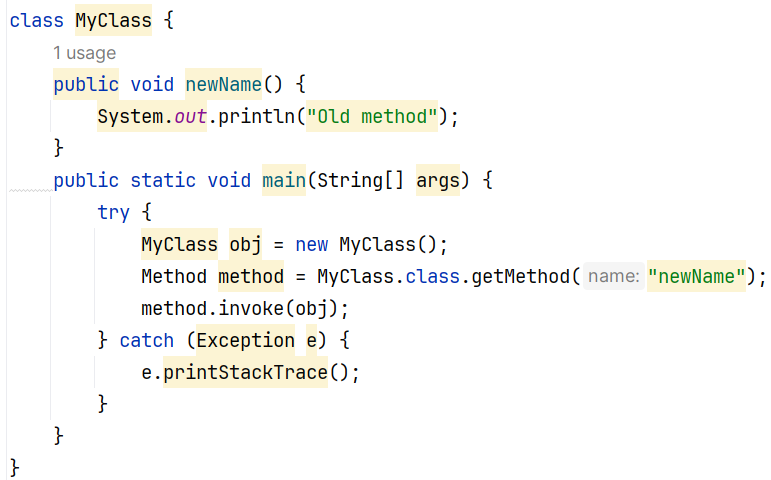 class MyClass {
1 usage
public void newName() {
System.out.println("Old method");
}
public static void main(String[] args) {
try {
MyClass obj = new MyClass();
Method method = MyClass.class.getMethod( name: "newName");
method.invoke(obj);
} catch (Exception e) {
e.printStackTrace();
}
}
}